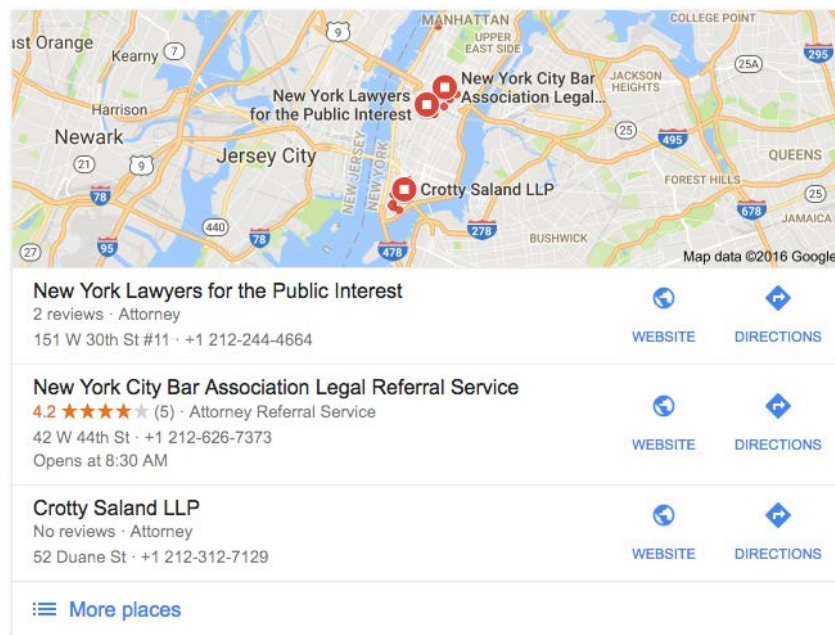 MANHATTAN
COLLEGE POINT
ast Orange
Kearny
7
9
UPPER
EAST SIDE
295
25A
New York City Bar
Association Legal...
JACKSON
HEIGHTS
New York Lawyers
for the Public Interest
Harrison
Newark
25
495
21
9
Jersey City
NEW JERSEY
NEW YORK
QUEENS
78
Crotty Saland LLP
FOREST HILLS
25
678
JAMAICA
440
78
278
BUSHWICK
27
95
478
Map data ©2016 Google
New York Lawyers for the Public Interest
2 reviews · Attorney
151 W 30th St #11 · +1 212-244-4664
WEBSITE
DIRECTIONS
New York City Bar Association Legal Referral Service
4.2 ★★★★★ (5) · Attorney Referral Service
42 W 44th St · +1 212-626-7373
Opens at 8:30 AM
WEBSITE
DIRECTIONS
Crotty Saland LLP
No reviews · Attorney
52 Duane St · +1 212-312-7129
WEBSITE
DIRECTIONS
More places